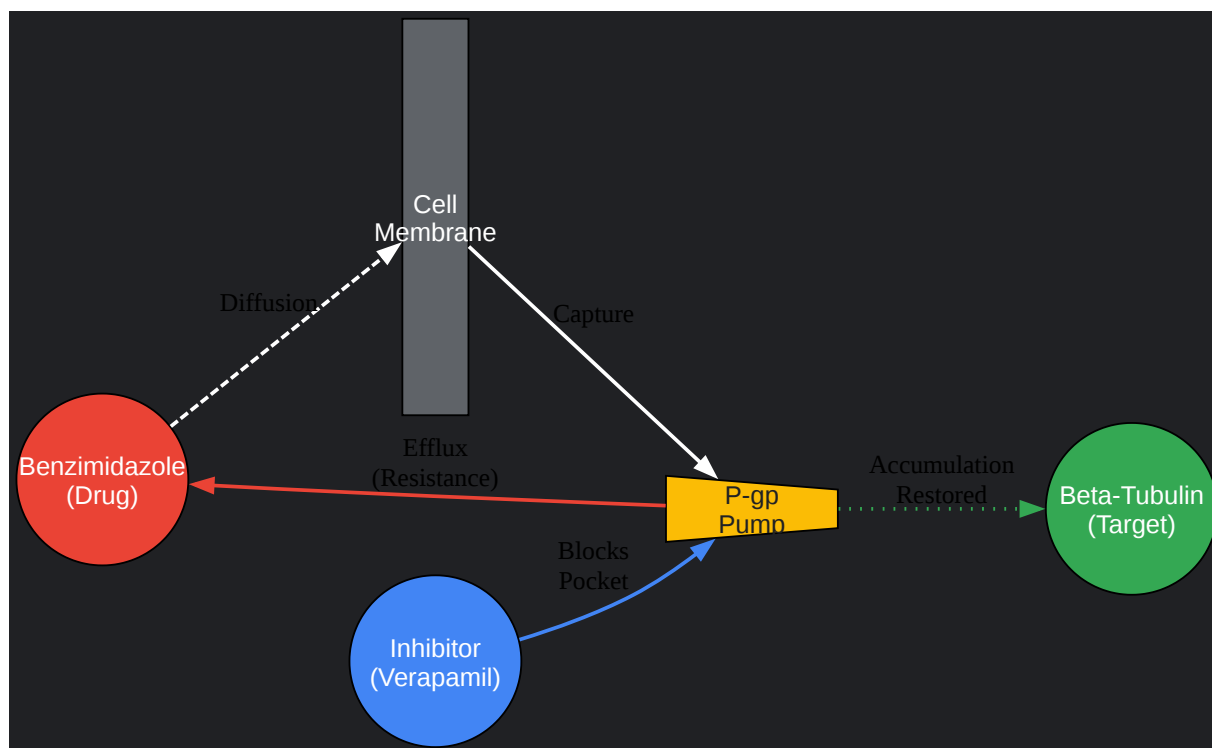 Cell
Membrane
Diffusion
Capture
Efflux
(Resistance)
Benzimidazole
(Drug)
P-gp
Pump
Accumulation
Restored
Beta-Tubulin
(Target)
Blocks
Pocket
Inhibitor
(Verapamil)